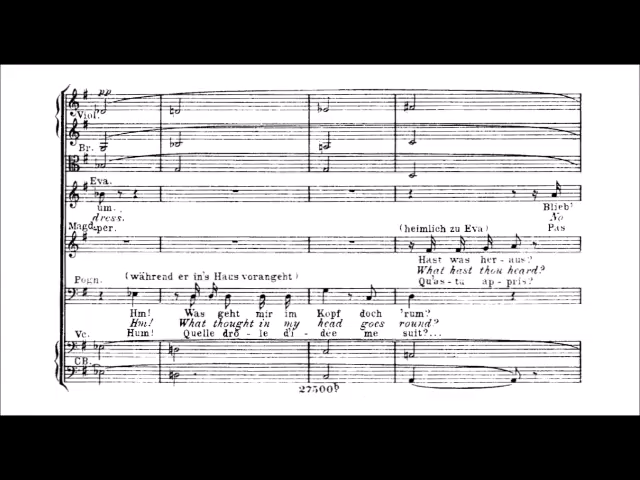 pp
Viol.
Br.
Eva.
um. Blieb'
dress. No
per. Pas
Magd.
(heimlich zu Eva)
Hast was her-aus?
What hast thou heard?
Qu'as-tu ap-pris?
Pogn.
(während er in's Haus vorangeht)
Hm! Was geht mir im Kopf doch 'rum?
Hm! What thought in my head goes round?
Hum! Quelle drô-le d'i-dée me suit?...
Vc.
CB.
27500